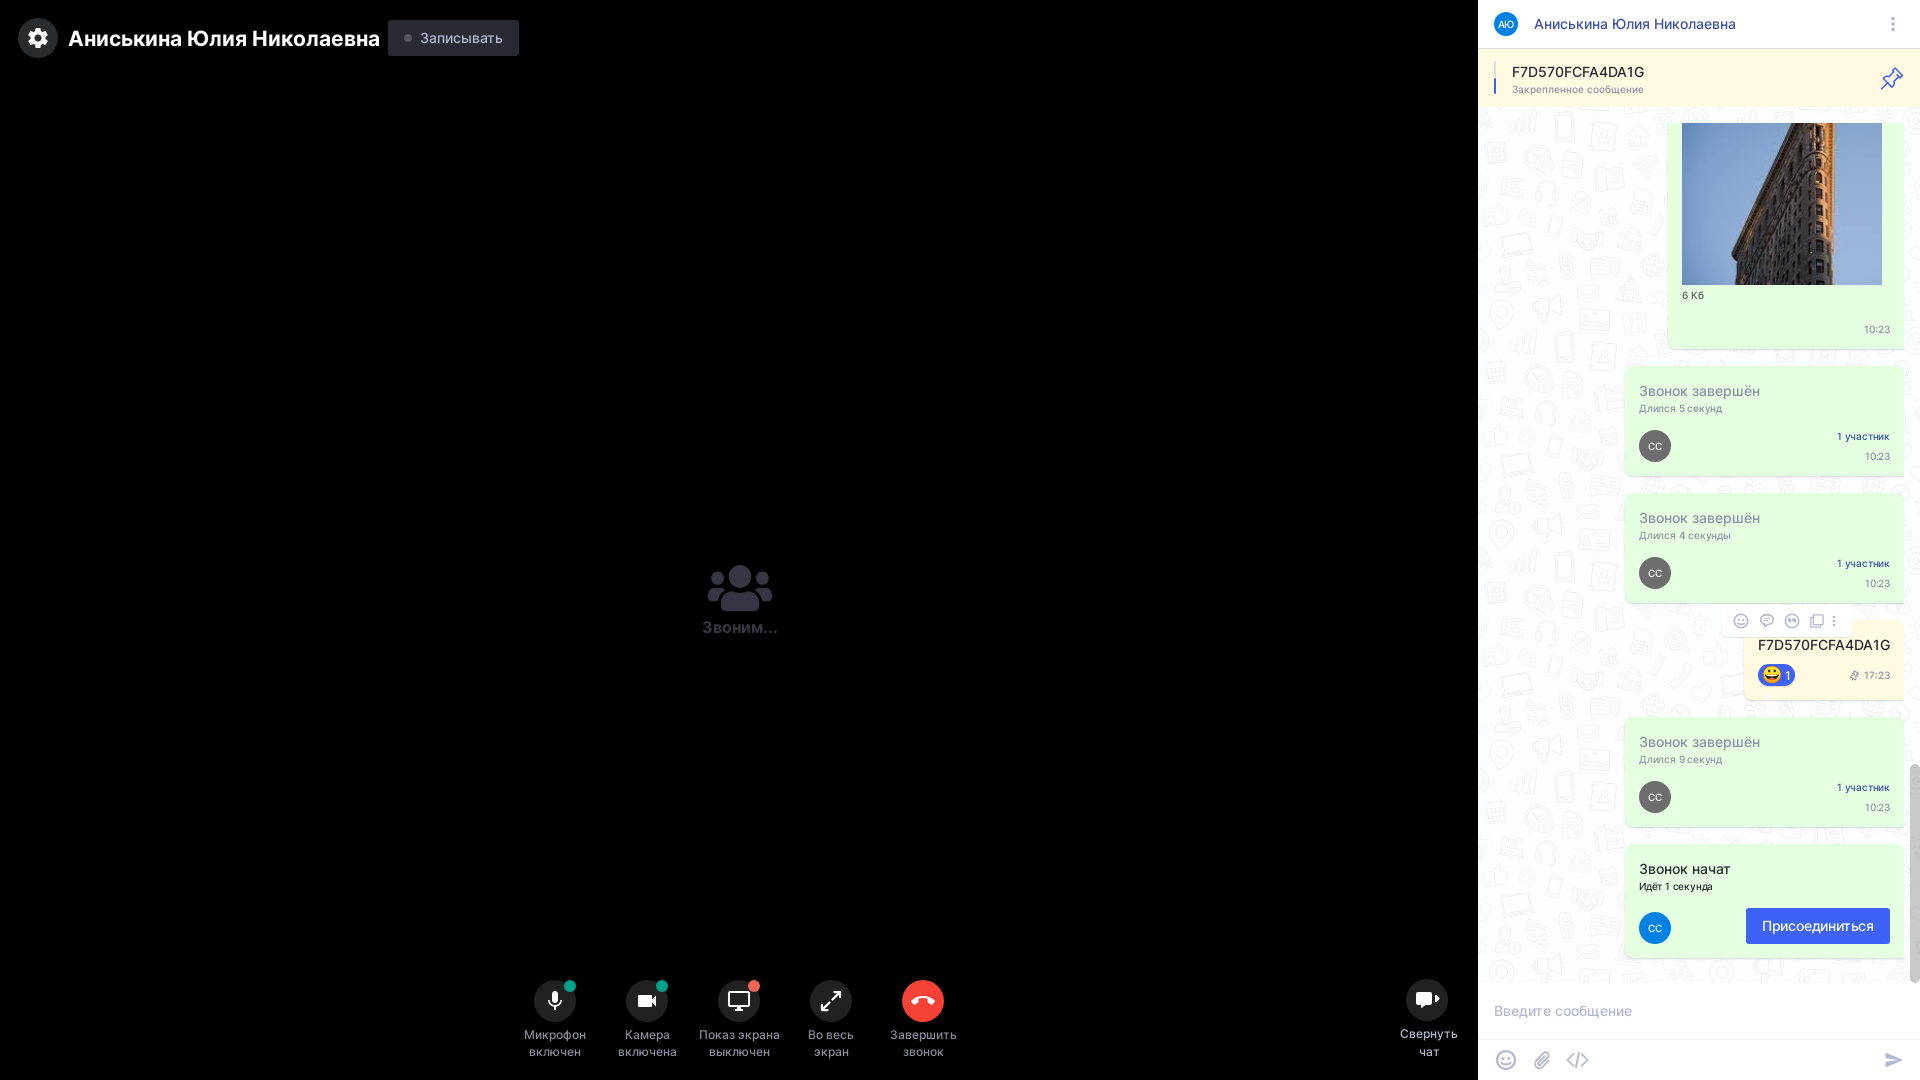 Аниськина Юлия Николаевна
Записывать
Звоним...
Микрофон
включен
Камера
включена
Показ экрана
выключен
Во весь
экран
Завершить
звонок
Свернуть
чат
АЮ
Аниськина Юлия Николаевна
F7D570FCFA4DA1G
Закрепленное сообщение
6 Кб
10:23
Звонок завершён
Длился 5 секунд
СС
1 участник
10:23
Звонок завершён
Длился 4 секунды
СС
1 участник
10:23
F7D570FCFA4DA1G
1
17:23
Звонок завершён
Длился 9 секунд
СС
1 участник
10:23
Звонок начат
Идёт 1 секунда
СС
Присоединиться
Введите сообщение